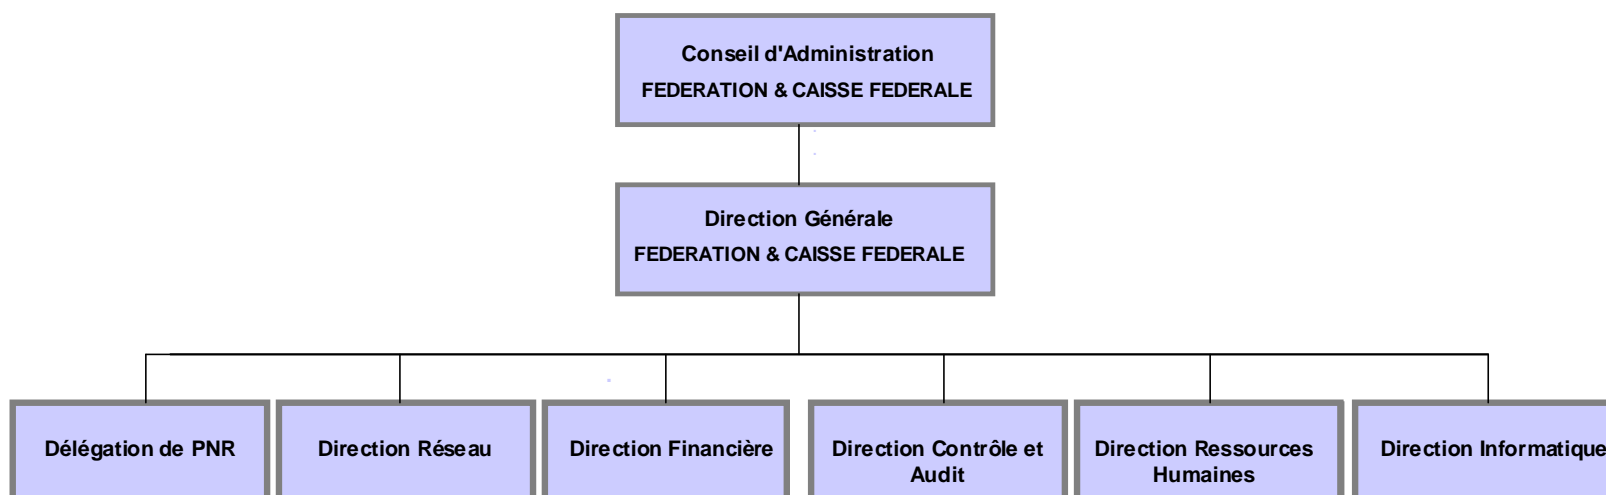 Conseil d'Administration
FEDERATION & CAISSE FEDERALE
Direction Générale
FEDERATION & CAISSE FEDERALE
Délégation de PNR
Direction Réseau
Direction Financière
Direction Contrôle et
Audit
Direction Ressources
Humaines
Direction Informatique